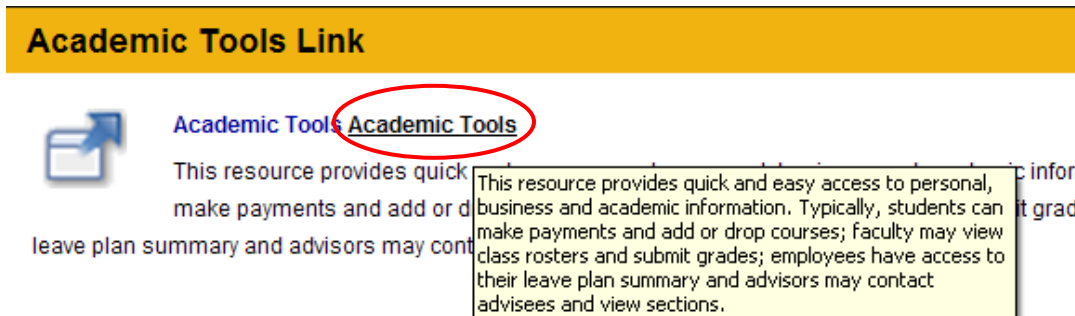 Academic Tools Link
Academic Tools Academic Tools
This resource provides quick
make payments and add or
leave plan summary and advisors may
This resource provides quick and easy access to personal,
business and academic information. Typically, students can
make payments and add or drop courses; faculty may view
class rosters and submit grades; employees have access to
their leave plan summary and advisors may contact
advisees and view sections.